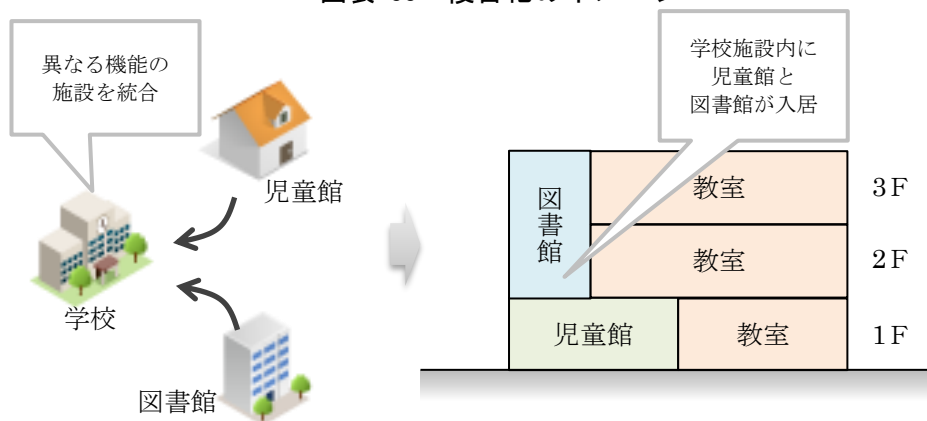 異なる機能の
施設を統合
児童館
学校
図書館
学校施設内に
児童館と
図書館が入居
図書館
教室
3F
教室
2F
児童館
教室
1F